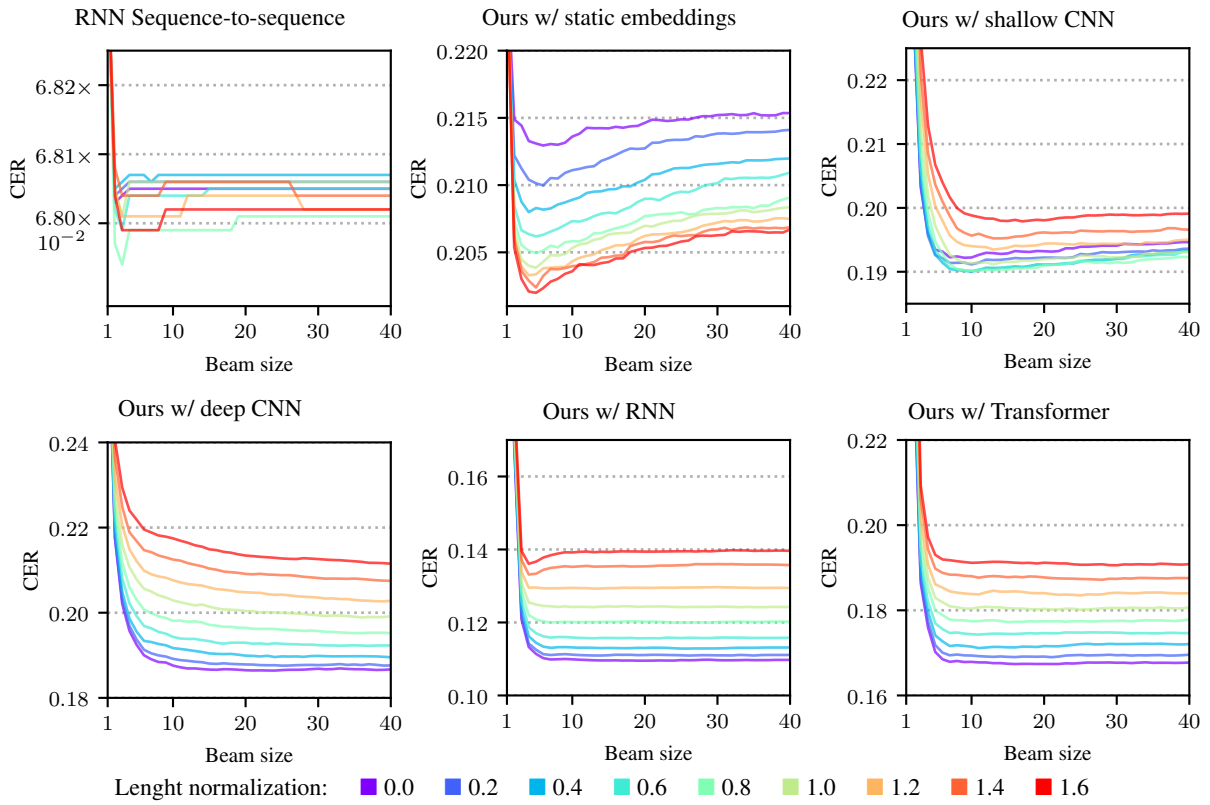 RNN Sequence-to-sequence
CER
6.82×
6.81×
6.80×
10−2
1 10 20 30 40
Beam size
Ours w/ static embeddings
CER
0.220
0.215
0.210
0.205
1 10 20 30 40
Beam size
Ours w/ shallow CNN
CER
0.22
0.21
0.20
0.19
1 10 20 30 40
Beam size
Ours w/ deep CNN
CER
0.24
0.22
0.20
0.18
1 10 20 30 40
Beam size
Ours w/ RNN
CER
0.16
0.14
0.12
0.10
1 10 20 30 40
Beam size
Ours w/ Transformer
CER
0.22
0.20
0.18
0.16
1 10 20 30 40
Beam size
Lenght normalization: 0.0 0.2 0.4 0.6 0.8 1.0 1.2 1.4 1.6